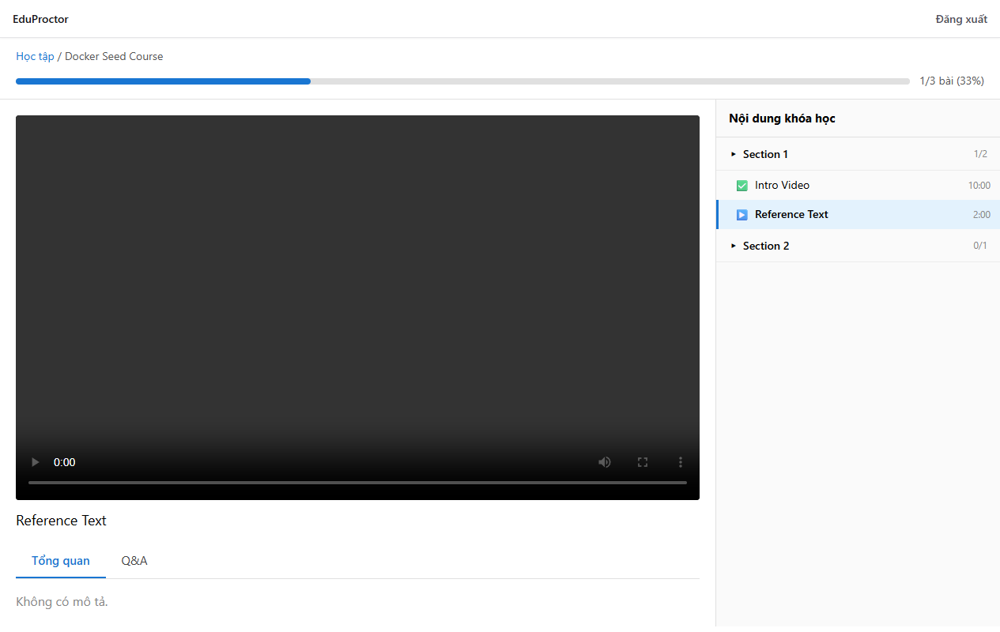 EduProctor
Đăng xuất
Học tập / Docker Seed Course
1/3 bài (33%)
0:00
Reference Text
Tổng quan
Q&A
Không có mô tả.
Nội dung khóa học
Section 1
1/2
Intro Video
10:00
Reference Text
2:00
Section 2
0/1